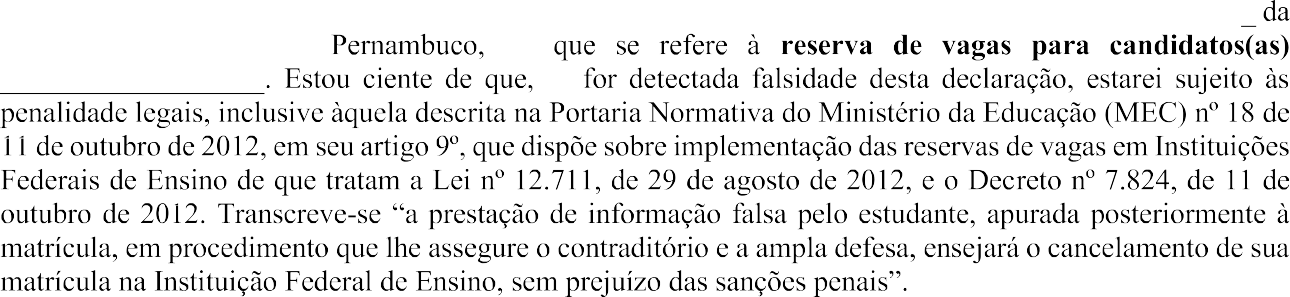 _ da
Pernambuco, que se refere à reserva de vagas para candidatos(as)
___________________. Estou ciente de que, for detectada falsidade desta declaração, estarei sujeito às
penalidade legais, inclusive àquela descrita na Portaria Normativa do Ministério da Educação (MEC) nº 18 de
11 de outubro de 2012, em seu artigo 9º, que dispõe sobre implementação das reservas de vagas em Instituições
Federais de Ensino de que tratam a Lei nº 12.711, de 29 de agosto de 2012, e o Decreto nº 7.824, de 11 de
outubro de 2012. Transcreve-se “a prestação de informação falsa pelo estudante, apurada posteriormente à
matrícula, em procedimento que lhe assegure o contraditório e a ampla defesa, ensejará o cancelamento de sua
matrícula na Instituição Federal de Ensino, sem prejuízo das sanções penais”.